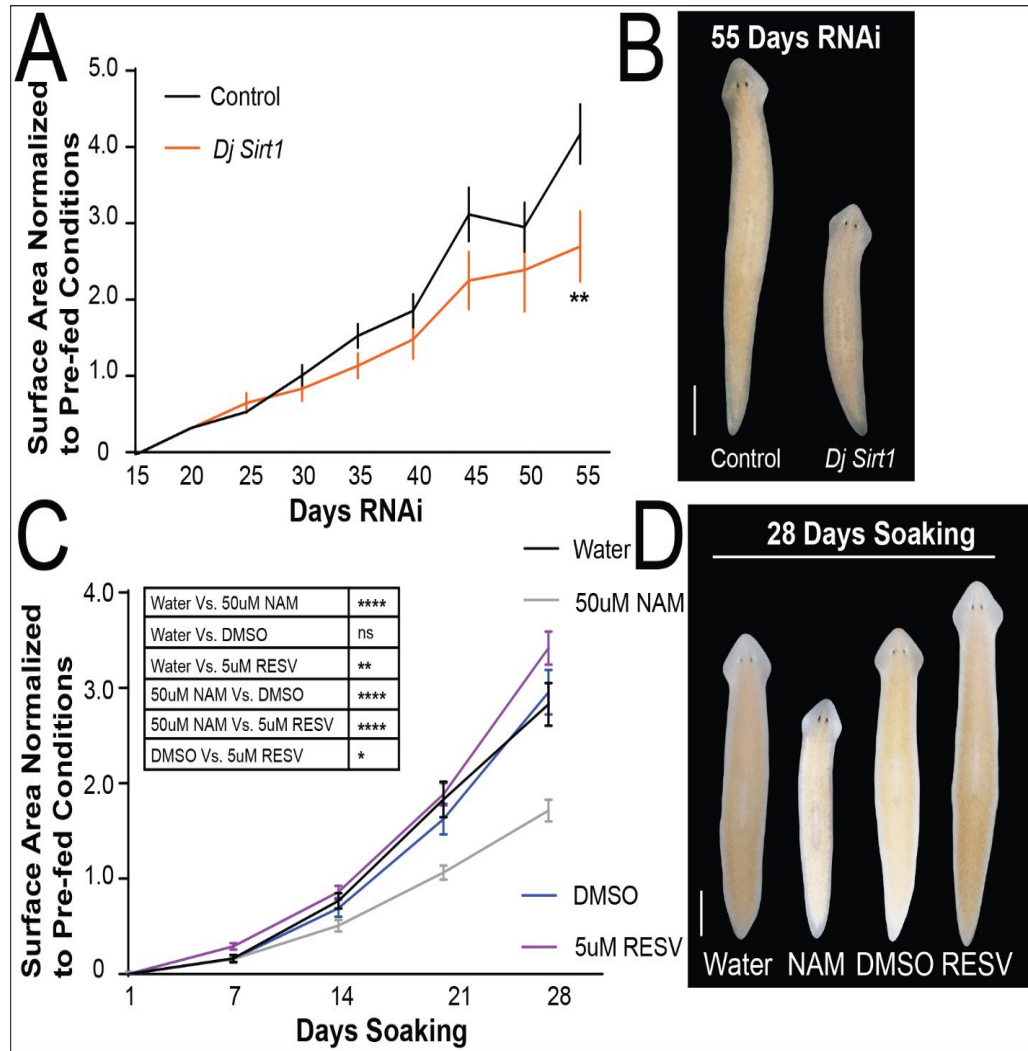 A
Surface Area Normalized
to Pre-fed Conditions
5.0
4.0
3.0
2.0
1.0
0
Control
Dj Sirt1
**
15 20 25 30 35 40 45 50 55
Days RNAi
B
55 Days RNAi
Control Dj Sirt1
C
Surface Area Normalized
to Pre-fed Conditions
4.0
3.0
2.0
1.0
0
Water Vs. 50uM NAM ****
Water Vs. DMSO ns
Water Vs. 5uM RESV **
50uM NAM Vs. DMSO ****
50uM NAM Vs. 5uM RESV ****
DMSO Vs. 5uM RESV *
Water
50uM NAM
DMSO
5uM RESV
1 7 14 21 28
Days Soaking
D
28 Days Soaking
Water NAM DMSO RESV